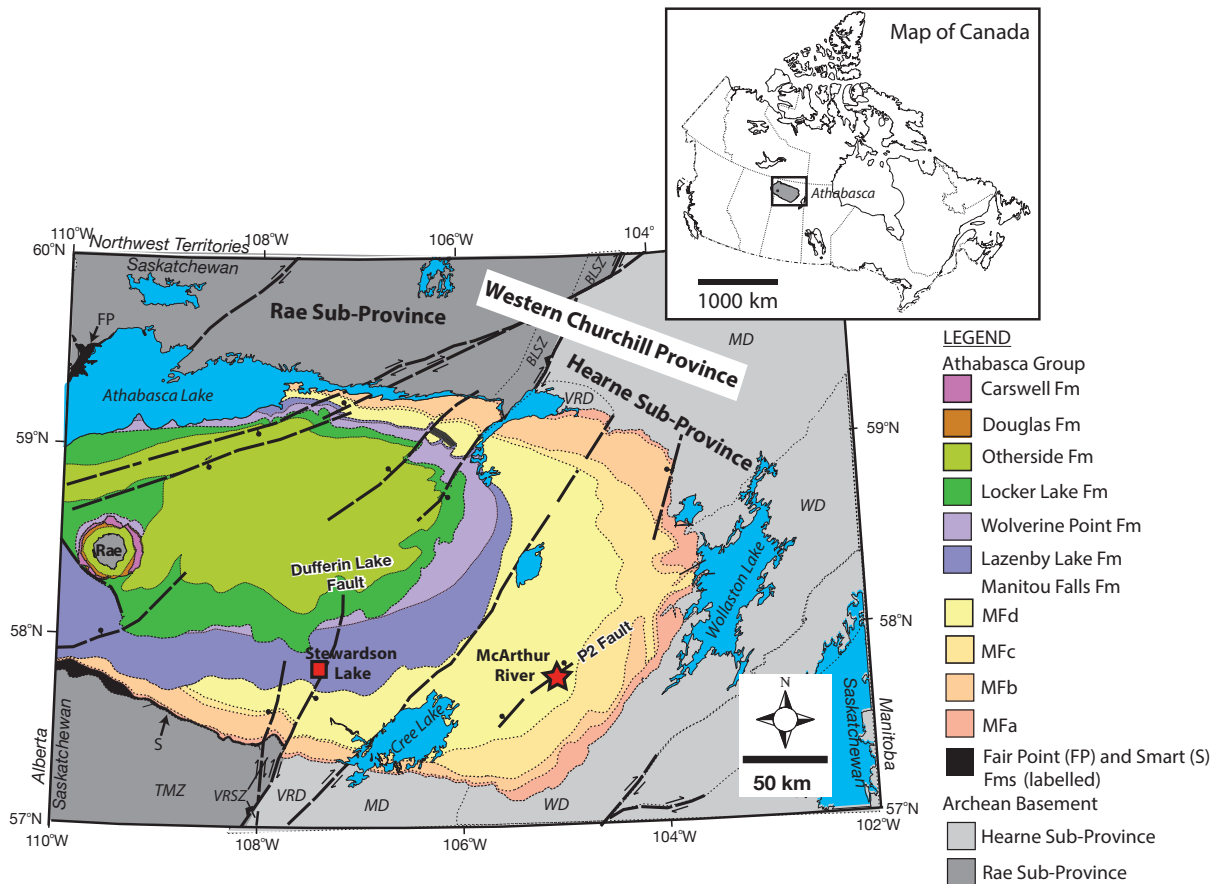 Map of Canada
Athabasca
1000 km
110°W
108°W
106°W
104°
60°N
Northwest Territories
Saskatchewan
BLSZ
Western Churchill Province
Rae Sub-Province
FP
MD
BLSZ
Hearne Sub-Province
VRD
Athabasca Lake
59°N
59°N
WD
Rae
Dufferin Lake
Fault
Wollaston Lake
58°N
58°N
Stewardson
Lake
McArthur
River
P2 Fault
N
50 km
Cree Lake
S
Alberta
Saskatchewan
TMZ
VRSZ
VRD
MD
WD
Saskatchewan
Manitoba
57°N
57°N
110°W
108°W
106°W
104°W
102°W
LEGEND
Athabasca Group
Carswell Fm
Douglas Fm
Otherside Fm
Locker Lake Fm
Wolverine Point Fm
Lazenby Lake Fm
Manitou Falls Fm
MFd
MFc
MFb
MFa
Fair Point (FP) and Smart (S)
Fms (labelled)
Archean Basement
Hearne Sub-Province
Rae Sub-Province